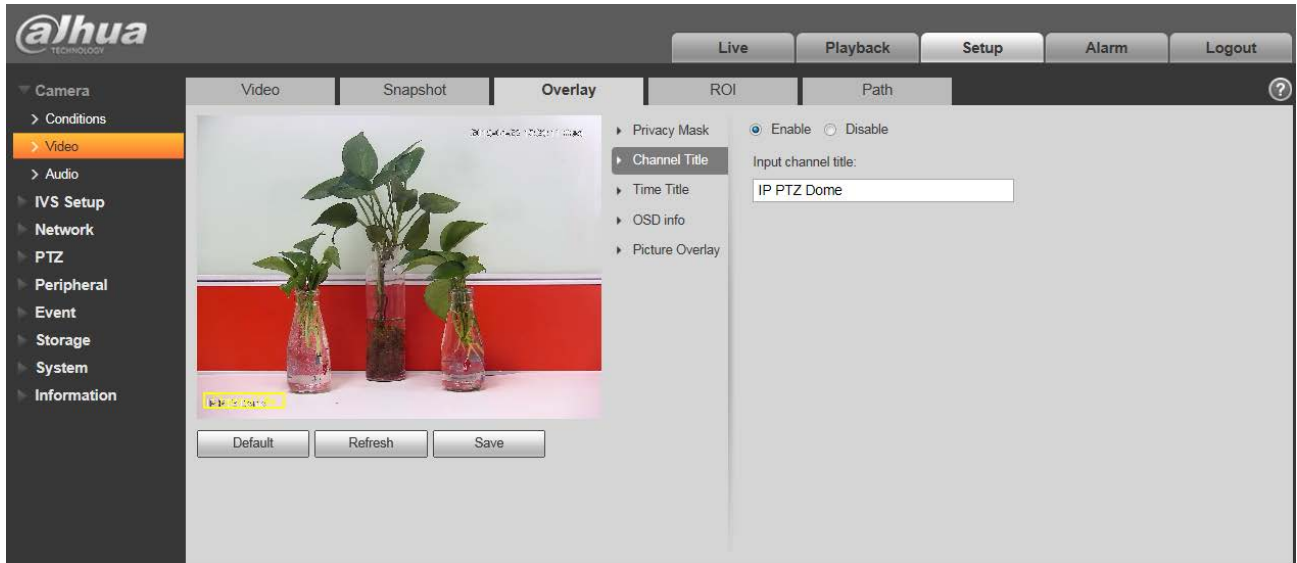 alhua
TECHNOLOGY
Live Playback Setup Alarm Logout
Camera
Conditions
Video
Audio
IVS Setup
Network
PTZ
Peripheral
Event
Storage
System
Information
Video Snapshot Overlay ROI Path
?
Privacy Mask
Channel Title
Time Title
OSD info
Picture Overlay
Enable Disable
Input channel title:
IP PTZ Dome
Default Refresh Save